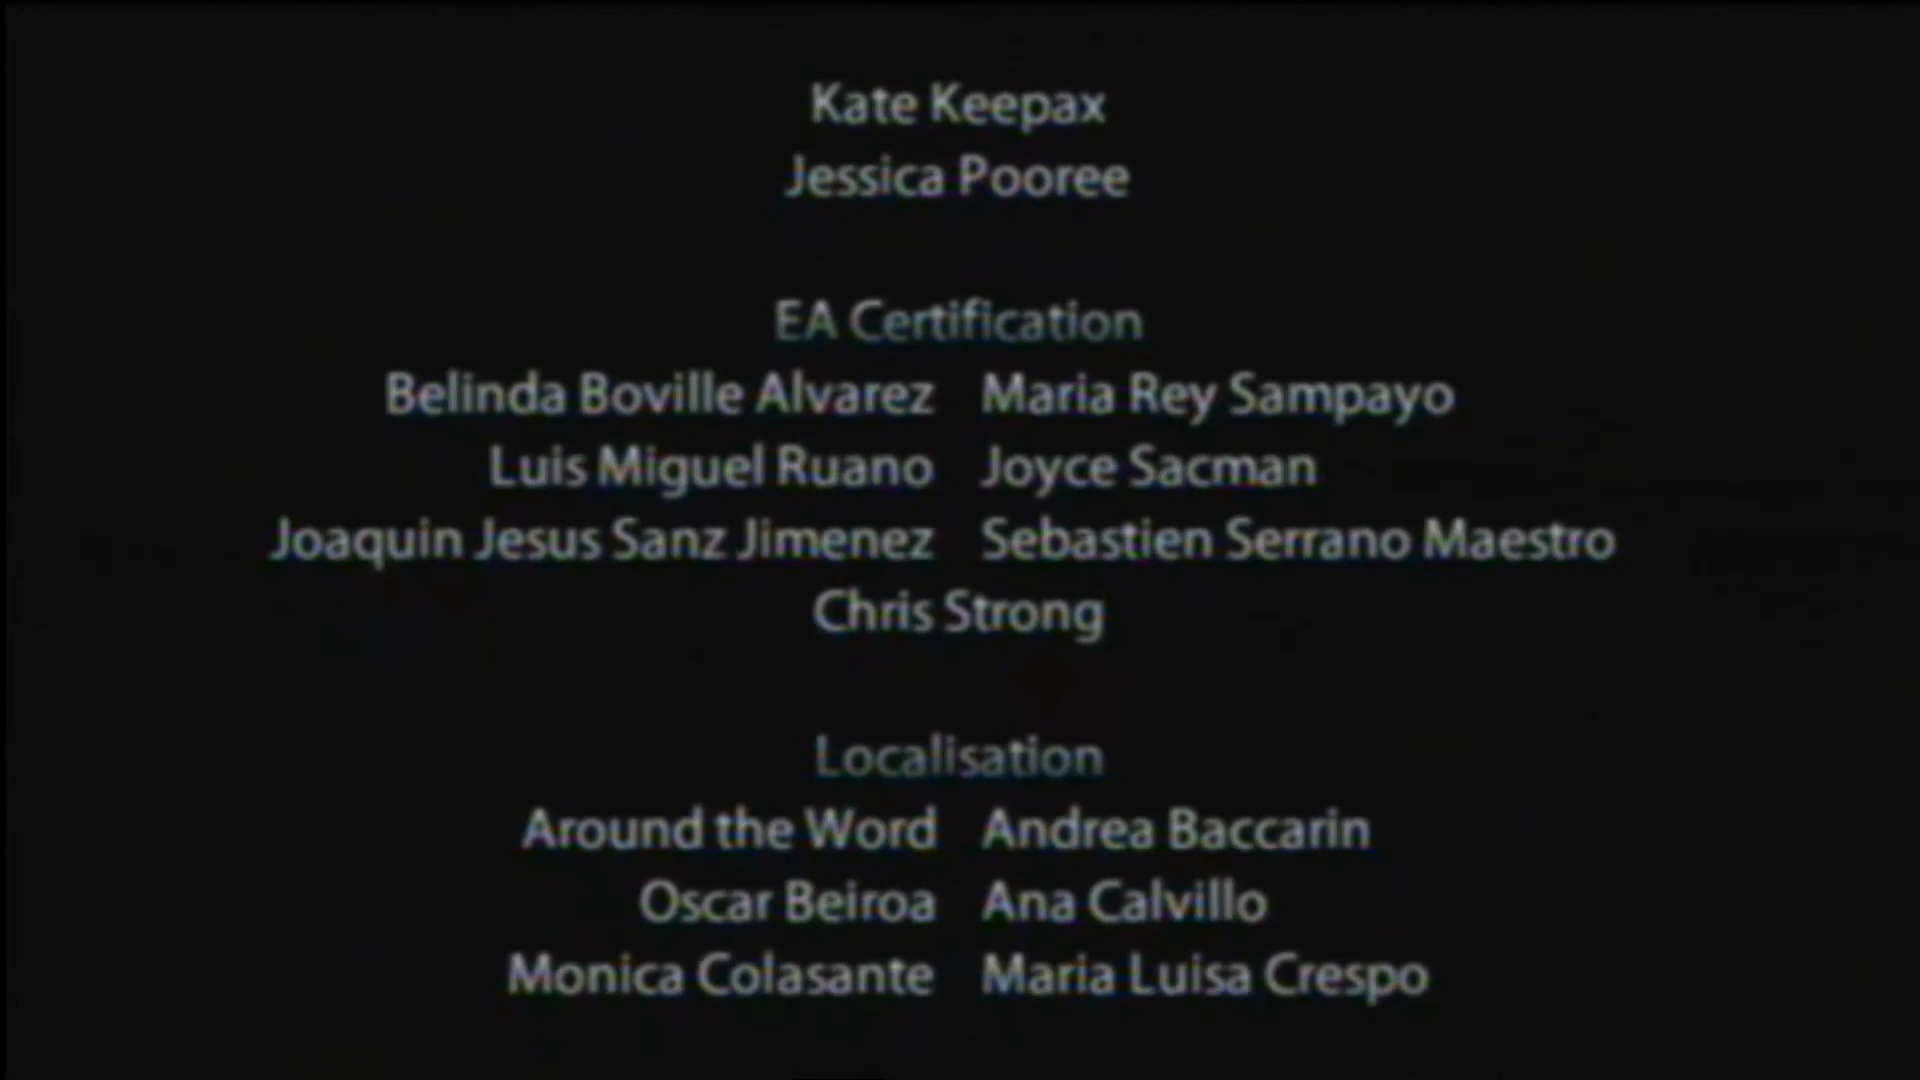 Kate Keepax
Jessica Pooree
EA Certification
Belinda Boville Alvarez Maria Rey Sampayo
Luis Miguel Ruano Joyce Sacman
Joaquin Jesus Sanz Jimenez Sebastien Serrano Maestro
Chris Strong
Localisation
Around the Word Andrea Baccarin
Oscar Beiroa Ana Calvillo
Monica Colasante Maria Luisa Crespo